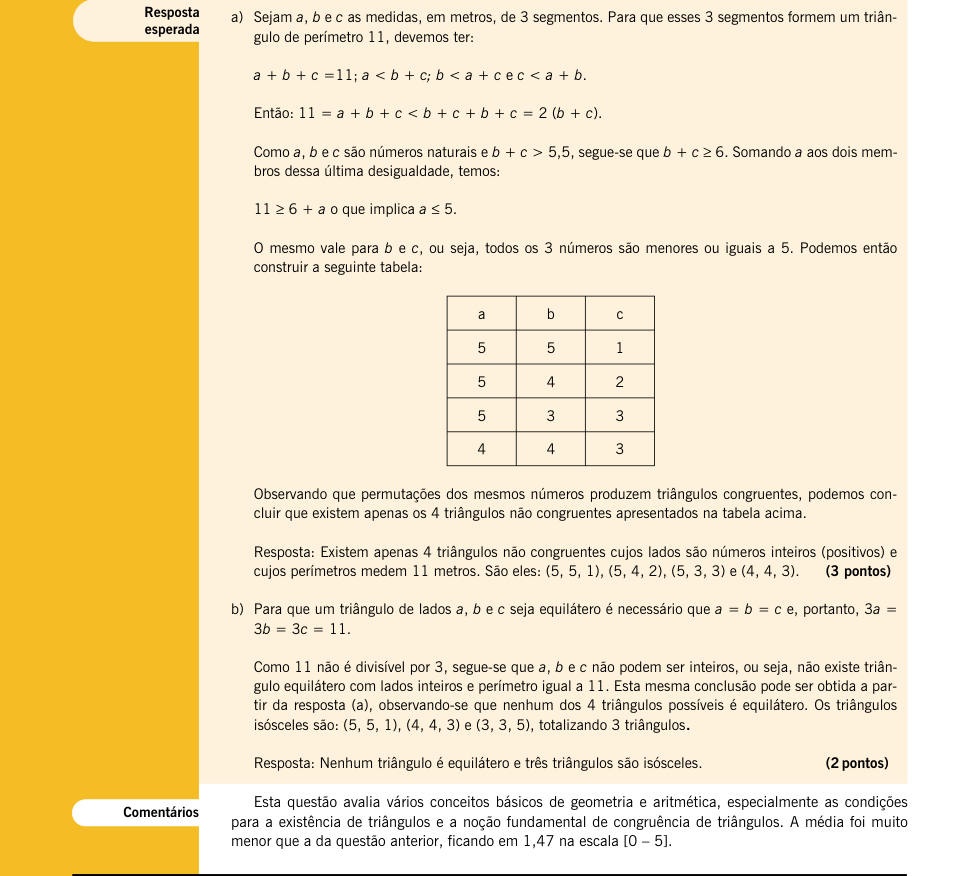 Resposta
esperada
a) Sejam a, b e c as medidas, em metros, de 3 segmentos. Para que esses 3 segmentos formem um triân-
gulo de perímetro 11, devemos ter:
a + b + c =11; a < b + c; b < a + c e c < a + b.
Então: 11 = a + b + c < b + c + b + c = 2 (b + c).
Como a, b e c são números naturais e b + c > 5,5, segue-se que b + c ≥ 6. Somando a aos dois mem-
bros dessa última desigualdade, temos:
11 ≥ 6 + a o que implica a ≤ 5.
O mesmo vale para b e c, ou seja, todos os 3 números são menores ou iguais a 5. Podemos então
construir a seguinte tabela:
a b c
5 5 1
5 4 2
5 3 3
4 4 3
Observando que permutações dos mesmos números produzem triângulos congruentes, podemos con-
cluir que existem apenas os 4 triângulos não congruentes apresentados na tabela acima.
Resposta: Existem apenas 4 triângulos não congruentes cujos lados são números inteiros (positivos) e
cujos perímetros medem 11 metros. São eles: (5, 5, 1), (5, 4, 2), (5, 3, 3) e (4, 4, 3). (3 pontos)
b) Para que um triângulo de lados a, b e c seja equilátero é necessário que a = b = c e, portanto, 3a =
3b = 3c = 11.
Como 11 não é divisível por 3, segue-se que a, b e c não podem ser inteiros, ou seja, não existe triân-
gulo equilátero com lados inteiros e perímetro igual a 11. Esta mesma conclusão pode ser obtida a par-
tir da resposta (a), observando-se que nenhum dos 4 triângulos possíveis é equilátero. Os triângulos
isósceles são: (5, 5, 1), (4, 4, 3) e (3, 3, 5), totalizando 3 triângulos.
Resposta: Nenhum triângulo é equilátero e três triângulos são isósceles. (2 pontos)
Comentários
Esta questão avalia vários conceitos básicos de geometria e aritmética, especialmente as condições
para a existência de triângulos e a noção fundamental de congruência de triângulos. A média foi muito
menor que a da questão anterior, ficando em 1,47 na escala [0 – 5].